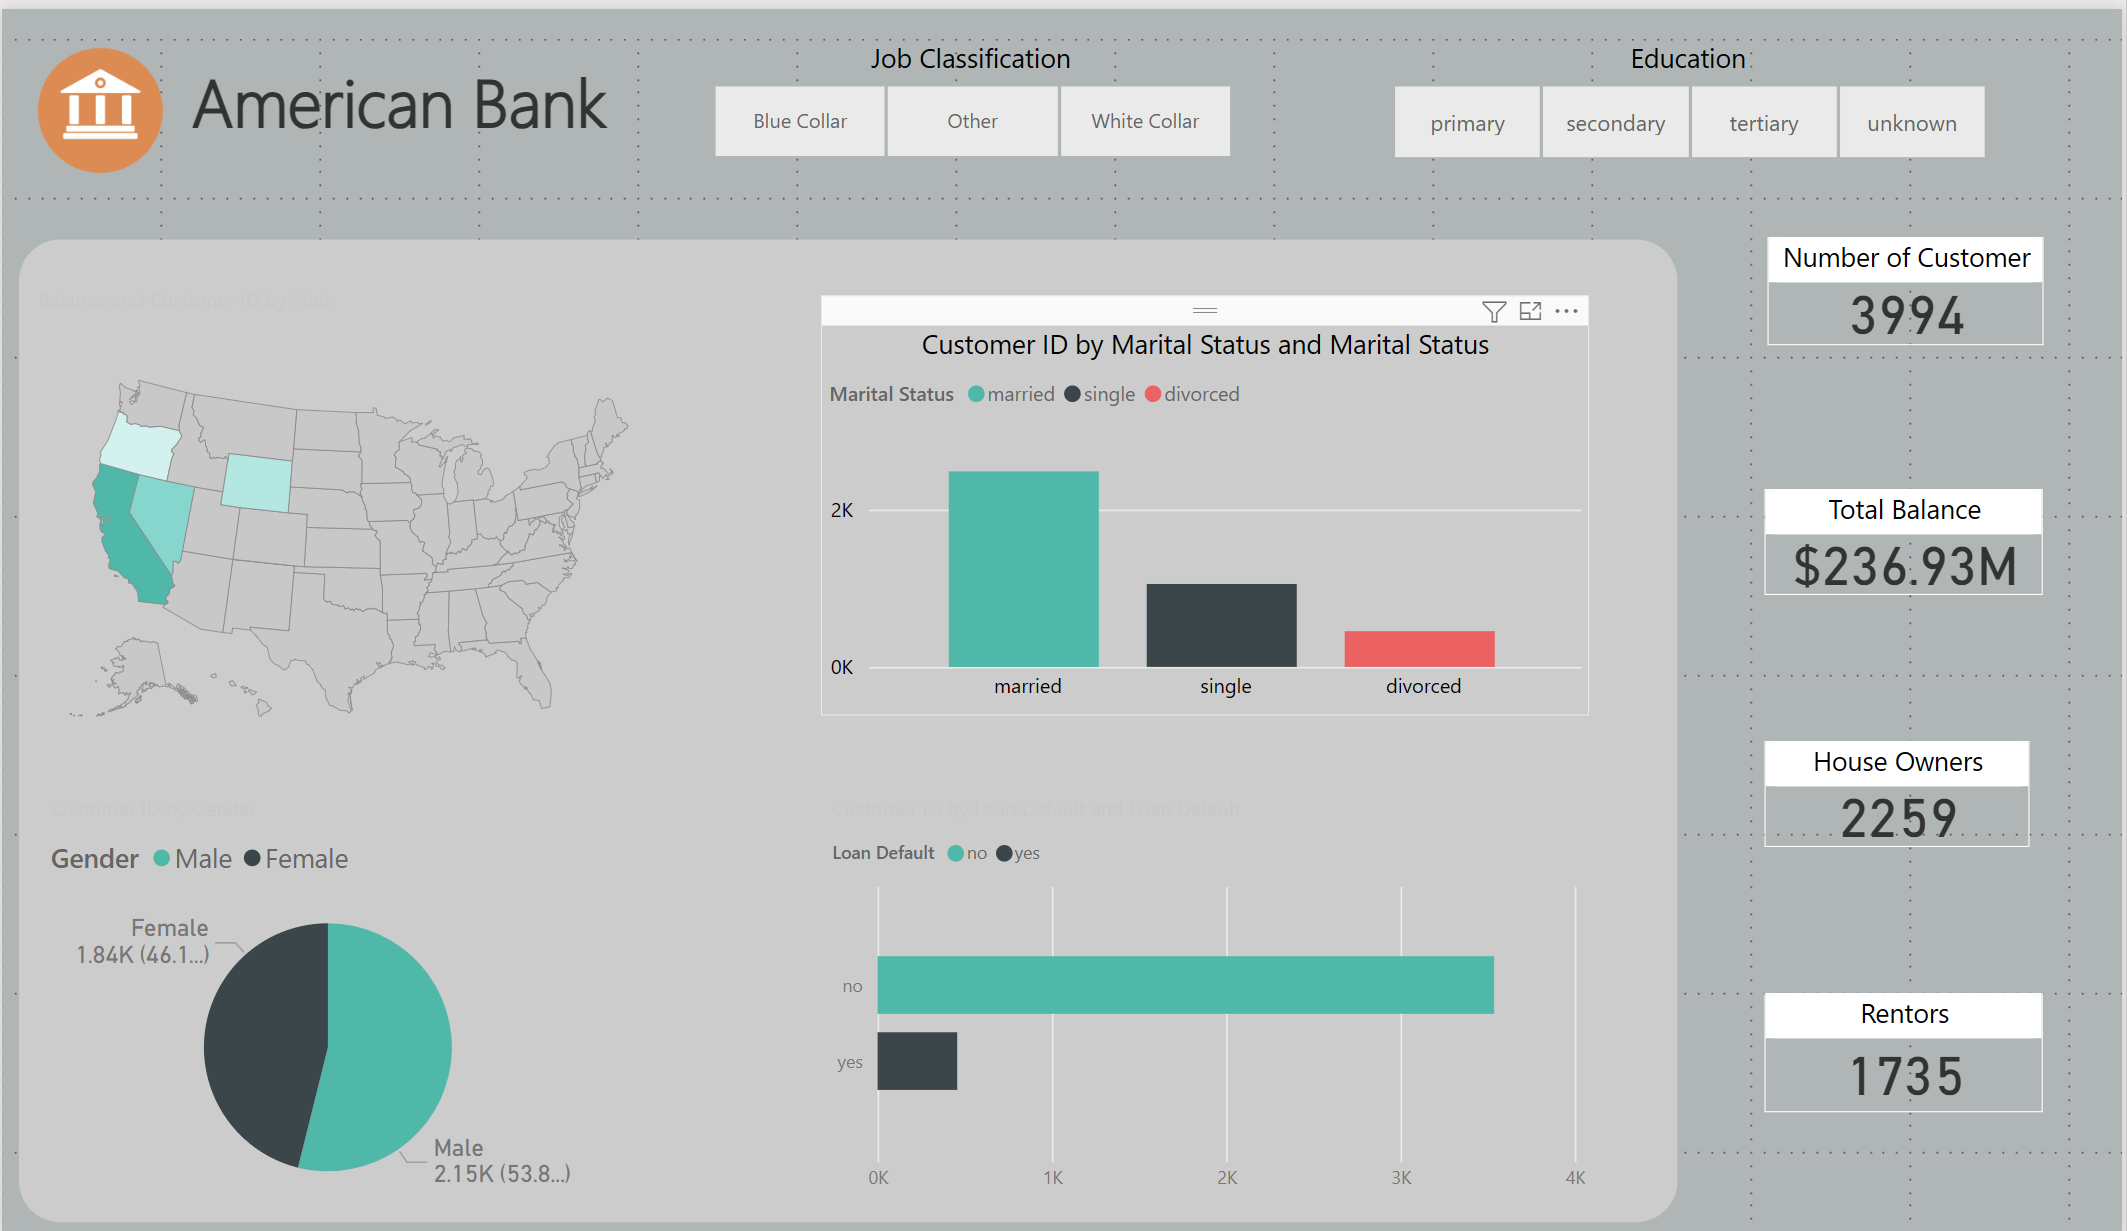 American Bank
Job Classification
Blue Collar
Other
White Collar
Education
primary
secondary
tertiary
unknown
Balance and Customer ID by State
Customer ID by Marital Status and Marital Status
Marital Status married single divorced
2K
0K
married
single
divorced
Number of Customer
3994
Total Balance
$236.93M
House Owners
2259
Rentors
1735
Customer ID by Gender
Gender Male Female
Female
1.84K (46.1...)
Male
2.15K (53.8...)
Customer ID by Loan Default and Loan Default
Loan Default no yes
no
yes
0K 1K 2K 3K 4K